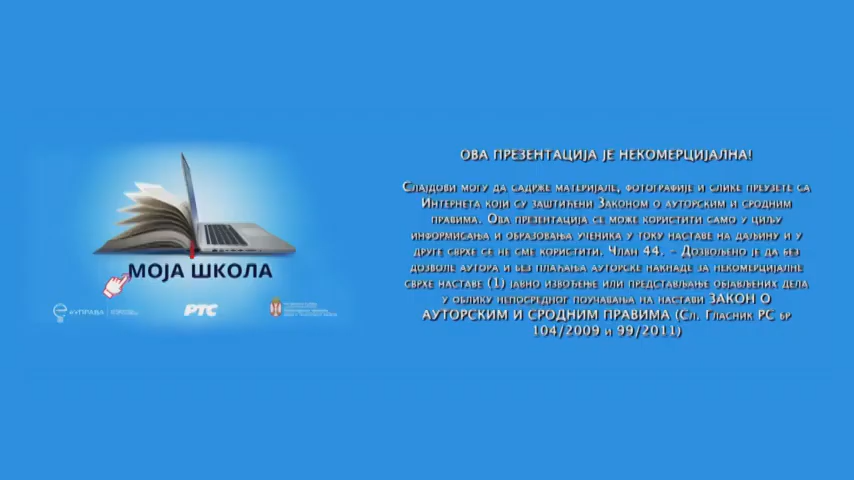 МОЈА ШКОЛА
еУПРАВА
РТС
ОВА ПРЕЗЕНТАЦИЈА ЈЕ НЕКОМЕРЦИЈАЛНА!
Слајдови могу да садрже материјале, фотографије и слике преузете са
Интернета који су заштићени Законом о ауторским и сродним
правима. Ова презентација се може користити само у циљу
информисања и образовања ученика у току наставе на даљину и у
друге сврхе се не сме користити. Члан 44. - Дозвољено је да без
дозволе аутора и без плаћања ауторске накнаде за некомерцијалне
сврхе наставе (1) јавно извођење или представљање објављених дела
у облику непосредног поучавања на настави ЗАКОН О
АУТОРСКИМ И СРОДНИМ ПРАВИМА (Сл. Гласник РС бр
104/2009 и 99/2011)